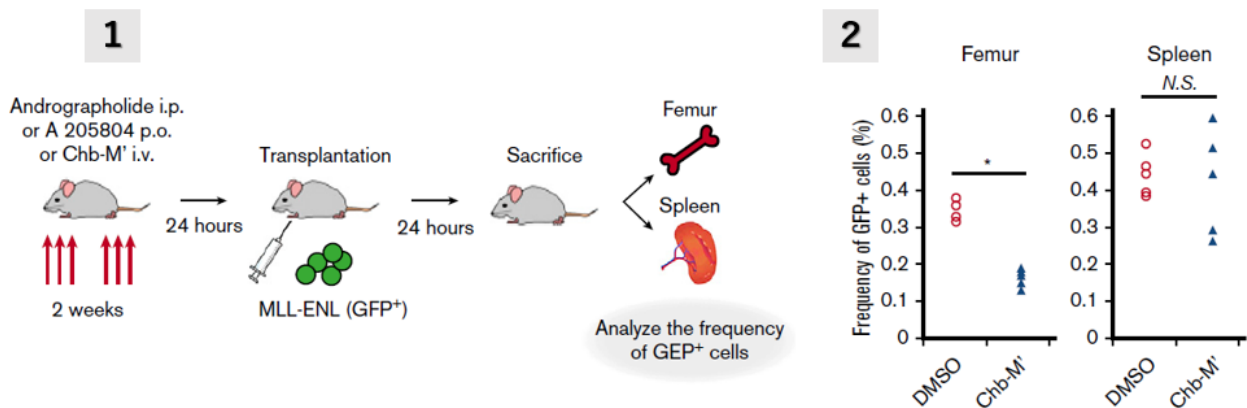 1
Andrographolide i.p.
or A 205804 p.o.
or Chb-M' i.v.
24 hours
2 weeks
Transplantation
MLL-ENL (GFP+)
24 hours
Sacrifice
Femur
Spleen
Analyze the frequency
of GEP+ cells
2
Frequency of GFP+ cells (%)
Femur
*
0.6
0.5
0.4
0.3
0.2
0.1
0
DMSO
Chb-M'
Spleen
N.S.
0.6
0.5
0.4
0.3
0.2
0.1
0
DMSO
Chb-M'